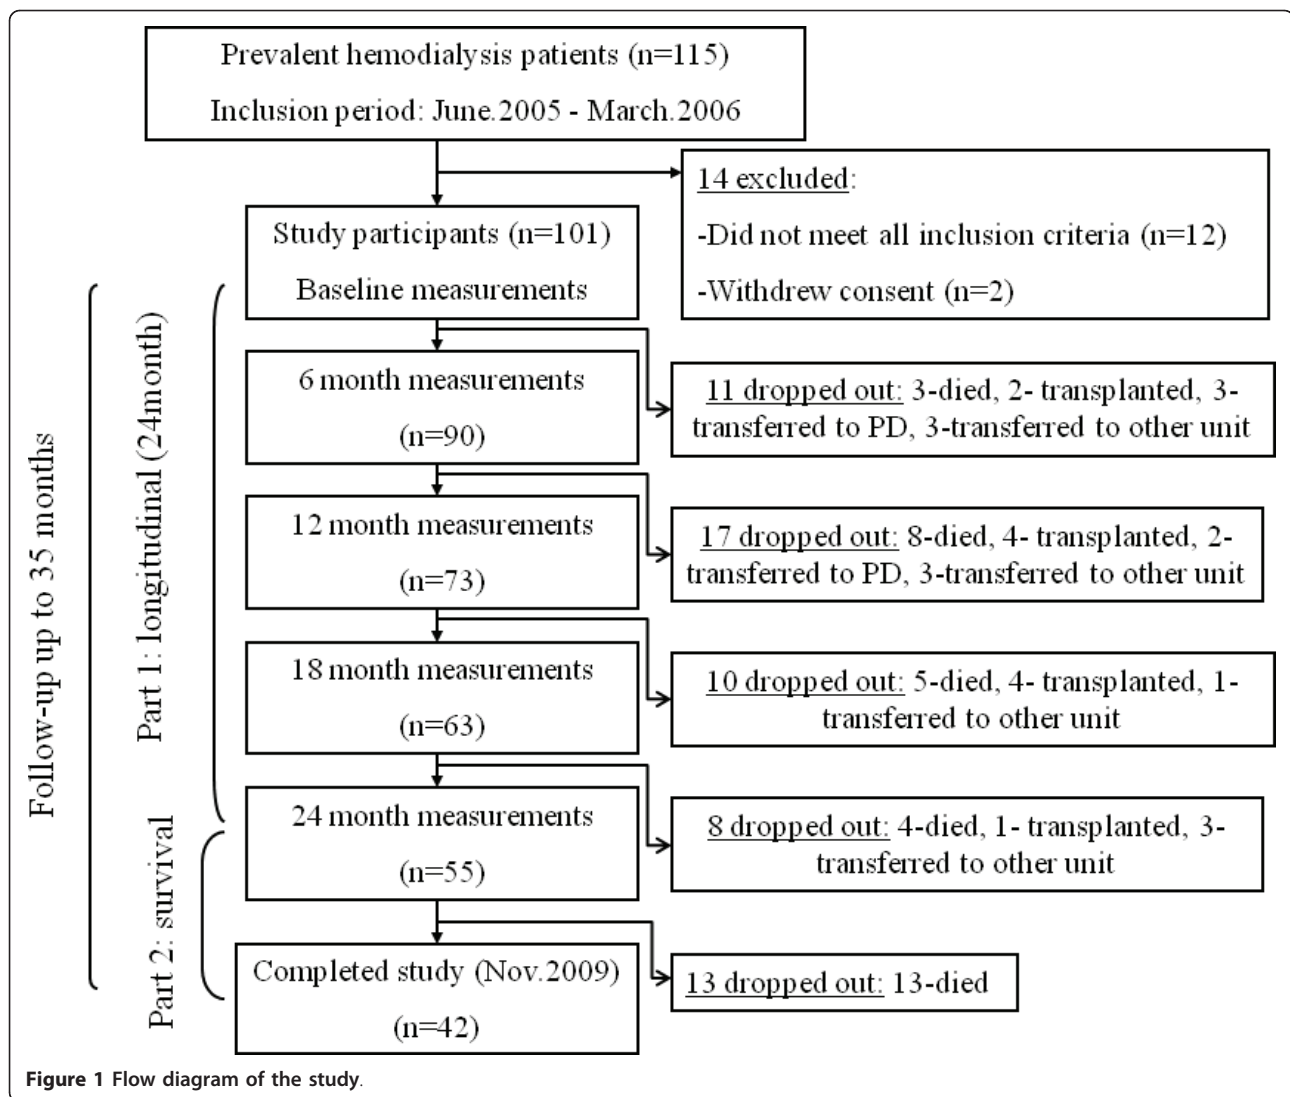 Prevalent hemodialysis patients (n=115)
Inclusion period: June.2005 - March.2006
14 excluded:
-Did not meet all inclusion criteria (n=12)
-Withdrew consent (n=2)
Study participants (n=101)
Baseline measurements
6 month measurements
(n=90)
11 dropped out: 3-died, 2- transplanted, 3-
transferred to PD, 3-transferred to other unit
12 month measurements
(n=73)
17 dropped out: 8-died, 4- transplanted, 2-
transferred to PD, 3-transferred to other unit
18 month measurements
(n=63)
10 dropped out: 5-died, 4- transplanted, 1-
transferred to other unit
24 month measurements
(n=55)
8 dropped out: 4-died, 1- transplanted, 3-
transferred to other unit
Completed study (Nov.2009)
(n=42)
13 dropped out: 13-died
Follow-up up to 35 months
Part 1: longitudinal (24month)
Part 2: survival
Figure 1 Flow diagram of the study.